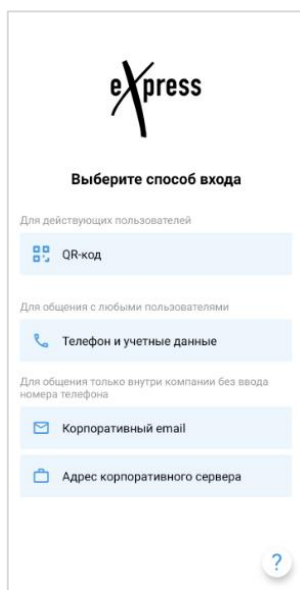 eXpress
Выберите способ входа
Для действующих пользователей
QR-код
Для общения с любыми пользователями
Телефон и учетные данные
Для общения только внутри компании без ввода
номера телефона
Корпоративный email
Адрес корпоративного сервера
?